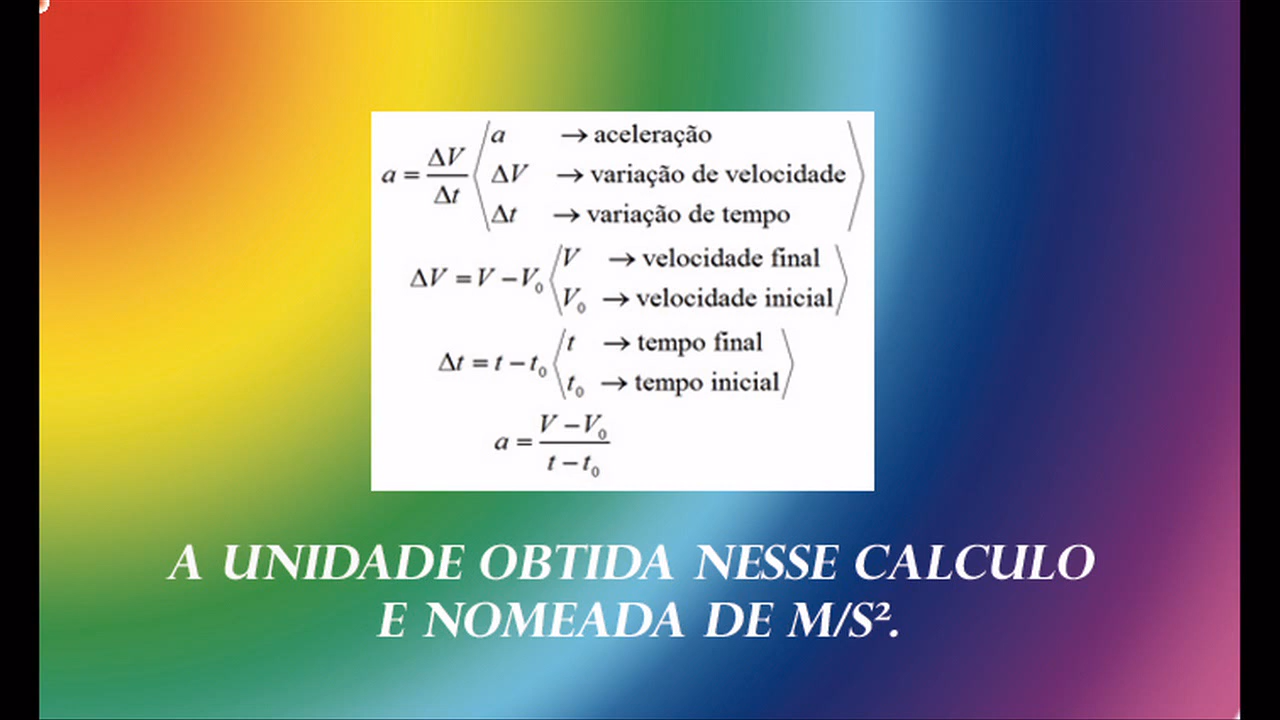 a = ΔV/Δt ⟨ a → aceleração
ΔV → variação de velocidade
Δt → variação de tempo ⟩
ΔV = V − V₀ ⟨ V → velocidade final
V₀ → velocidade inicial ⟩
Δt = t − t₀ ⟨ t → tempo final
t₀ → tempo inicial ⟩
a = V − V₀ / t − t₀
A UNIDADE OBTIDA NESSE CALCULO
E NOMEADA DE M/S².